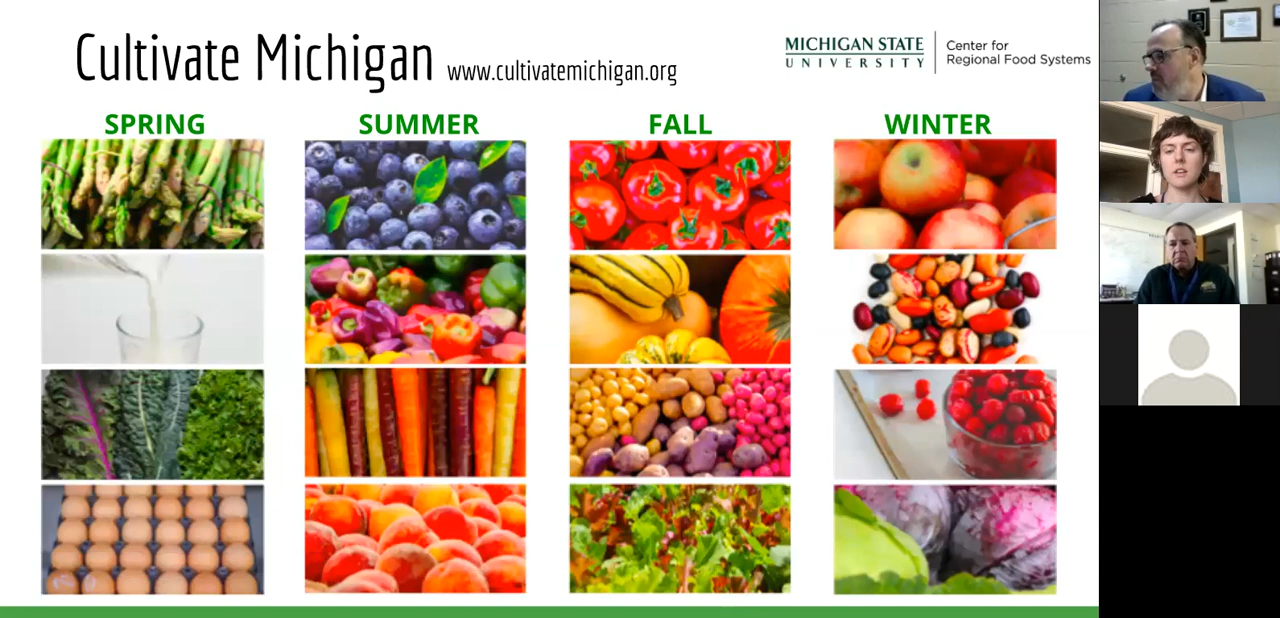 Cultivate Michigan www.cultivatemichigan.org
MICHIGAN STATE
UNIVERSITY
Center for
Regional Food Systems
SPRING
SUMMER
FALL
WINTER